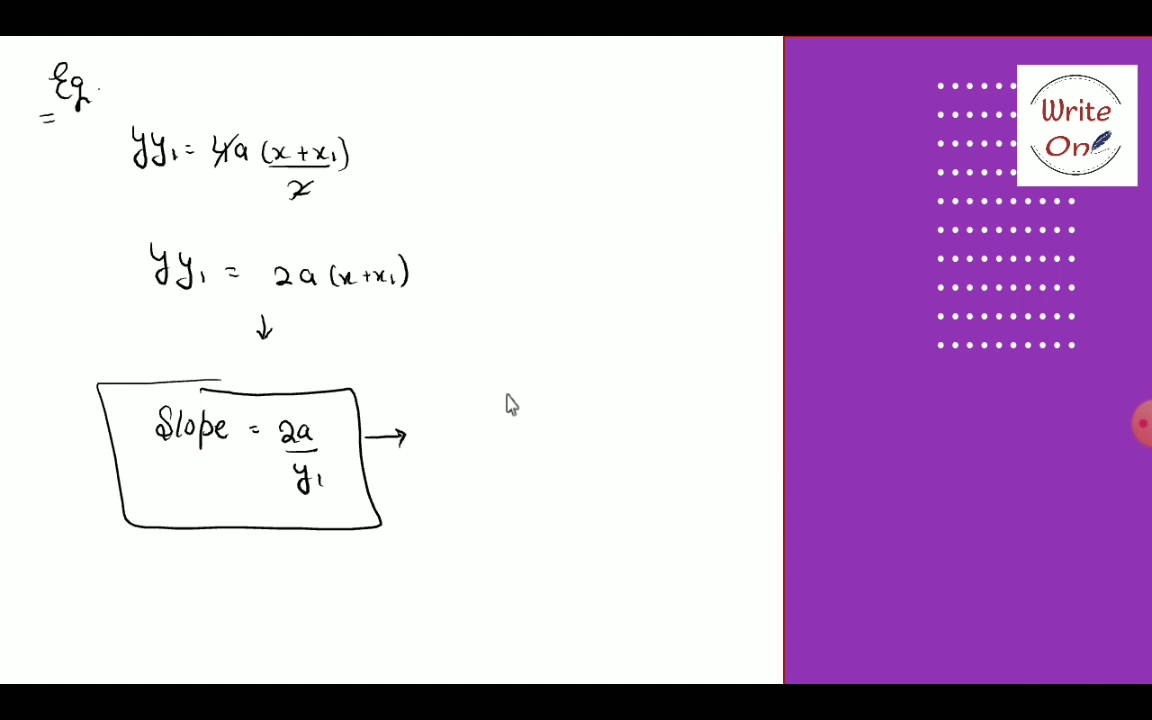 Eq.
=
yy₁ = 4a (x + x₁)
2
yy₁ = 2a (x + x₁)
↓
Slope = 2a →
y₁
Write
On